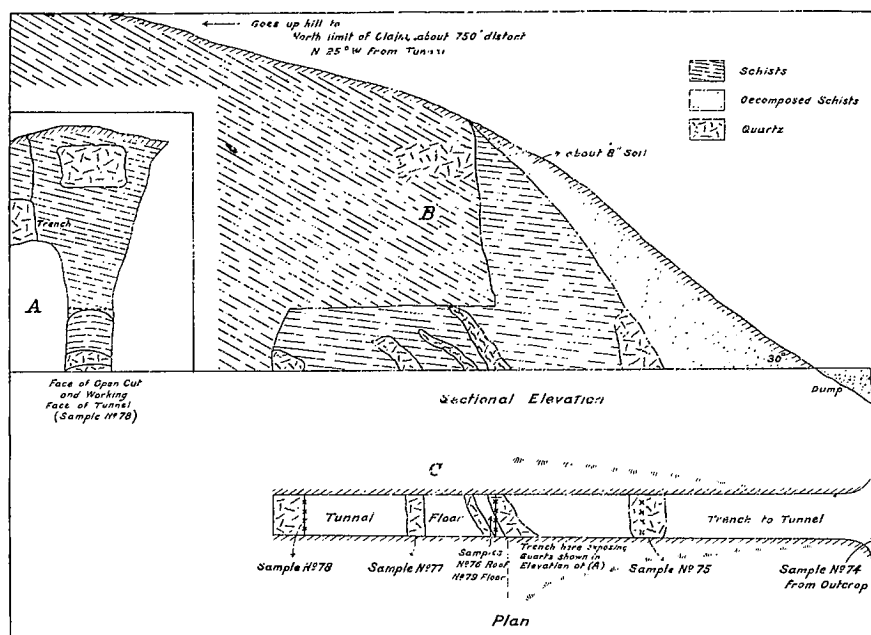 Goes up hill to
North limit of Claim, about 750' distant
N 25° W from Tunnel
Schists
Decomposed Schists
Quartz
about 8" Soil
B
Trench
A
30°
Dump
Face of Open Cut
and Working
Face of Tunnel
(Sample Nº 78)
Sectional Elevation
C
Tunnel
Floor
Trench to Tunnel
Sample Nº 78
Sample Nº 77
Samples
Nº 76 Roof
Nº 79 Floor
Trench here exposing
Quartz shown in
Elevation at (A)
Sample Nº 75
Sample Nº 74
from Outcrop
Plan